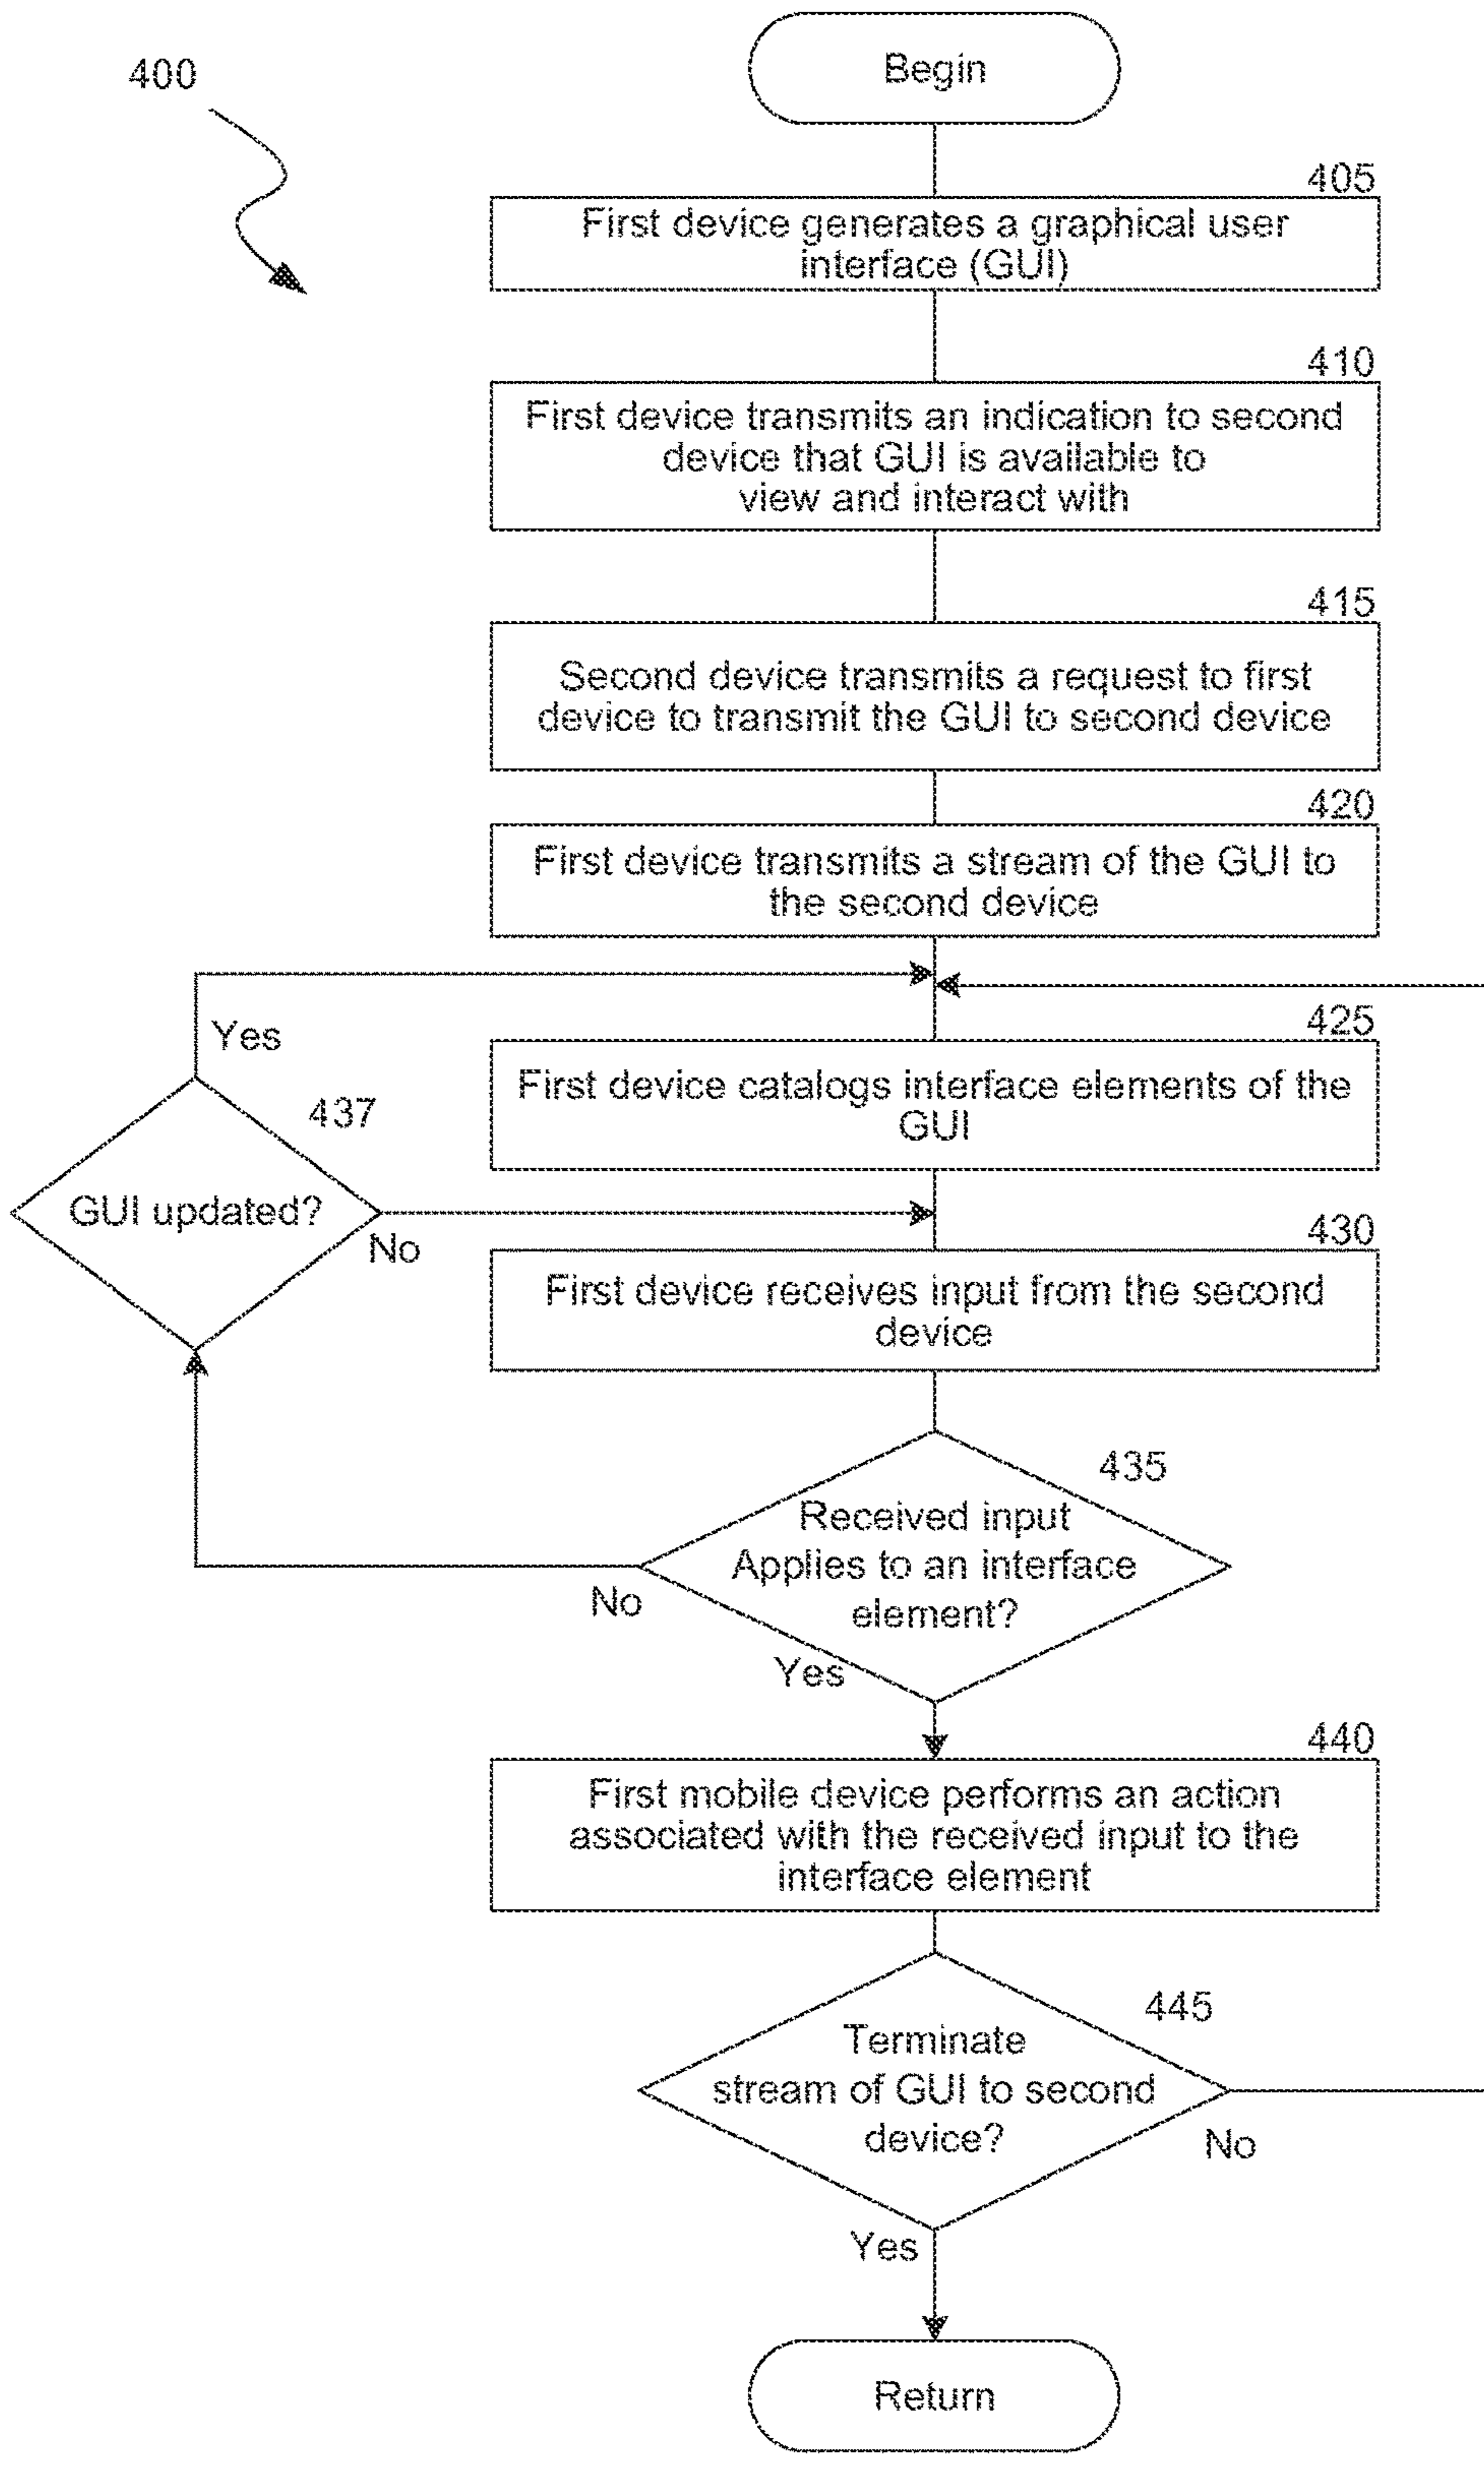 400
Begin
405
First device generates a graphical user
interface (GUI)
410
First device transmits an indication to second
device that GUI is available to
view and interact with
415
Second device transmits a request to first
device to transmit the GUI to second device
420
First device transmits a stream of the GUI to
the second device
Yes
425
First device catalogs interface elements of the
GUI
437
GUI updated?
No
430
First device receives input from the second
device
435
Received input
Applies to an interface
element?
No
Yes
440
First mobile device performs an action
associated with the received input to the
interface element
445
Terminate
stream of GUI to second
device?
No
Yes
Return